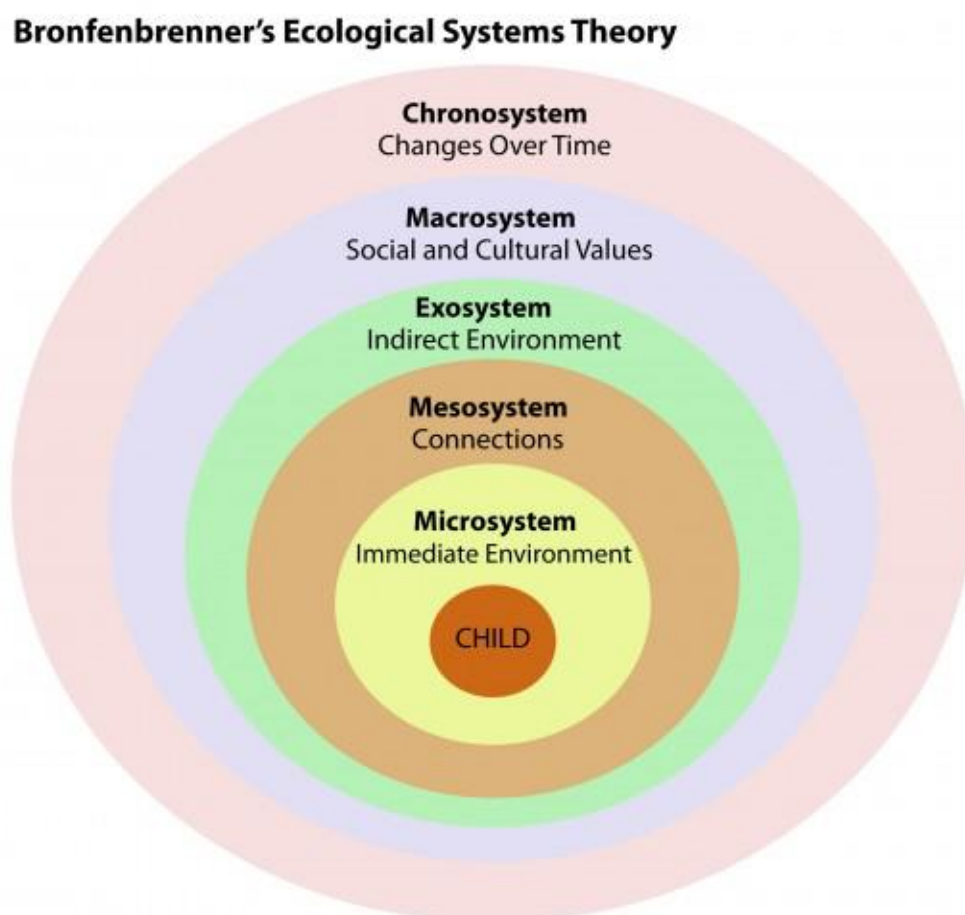 Bronfenbrenner's Ecological Systems Theory
Chronosystem
Changes Over Time
Macrosystem
Social and Cultural Values
Exosystem
Indirect Environment
Mesosystem
Connections
Microsystem
Immediate Environment
CHILD